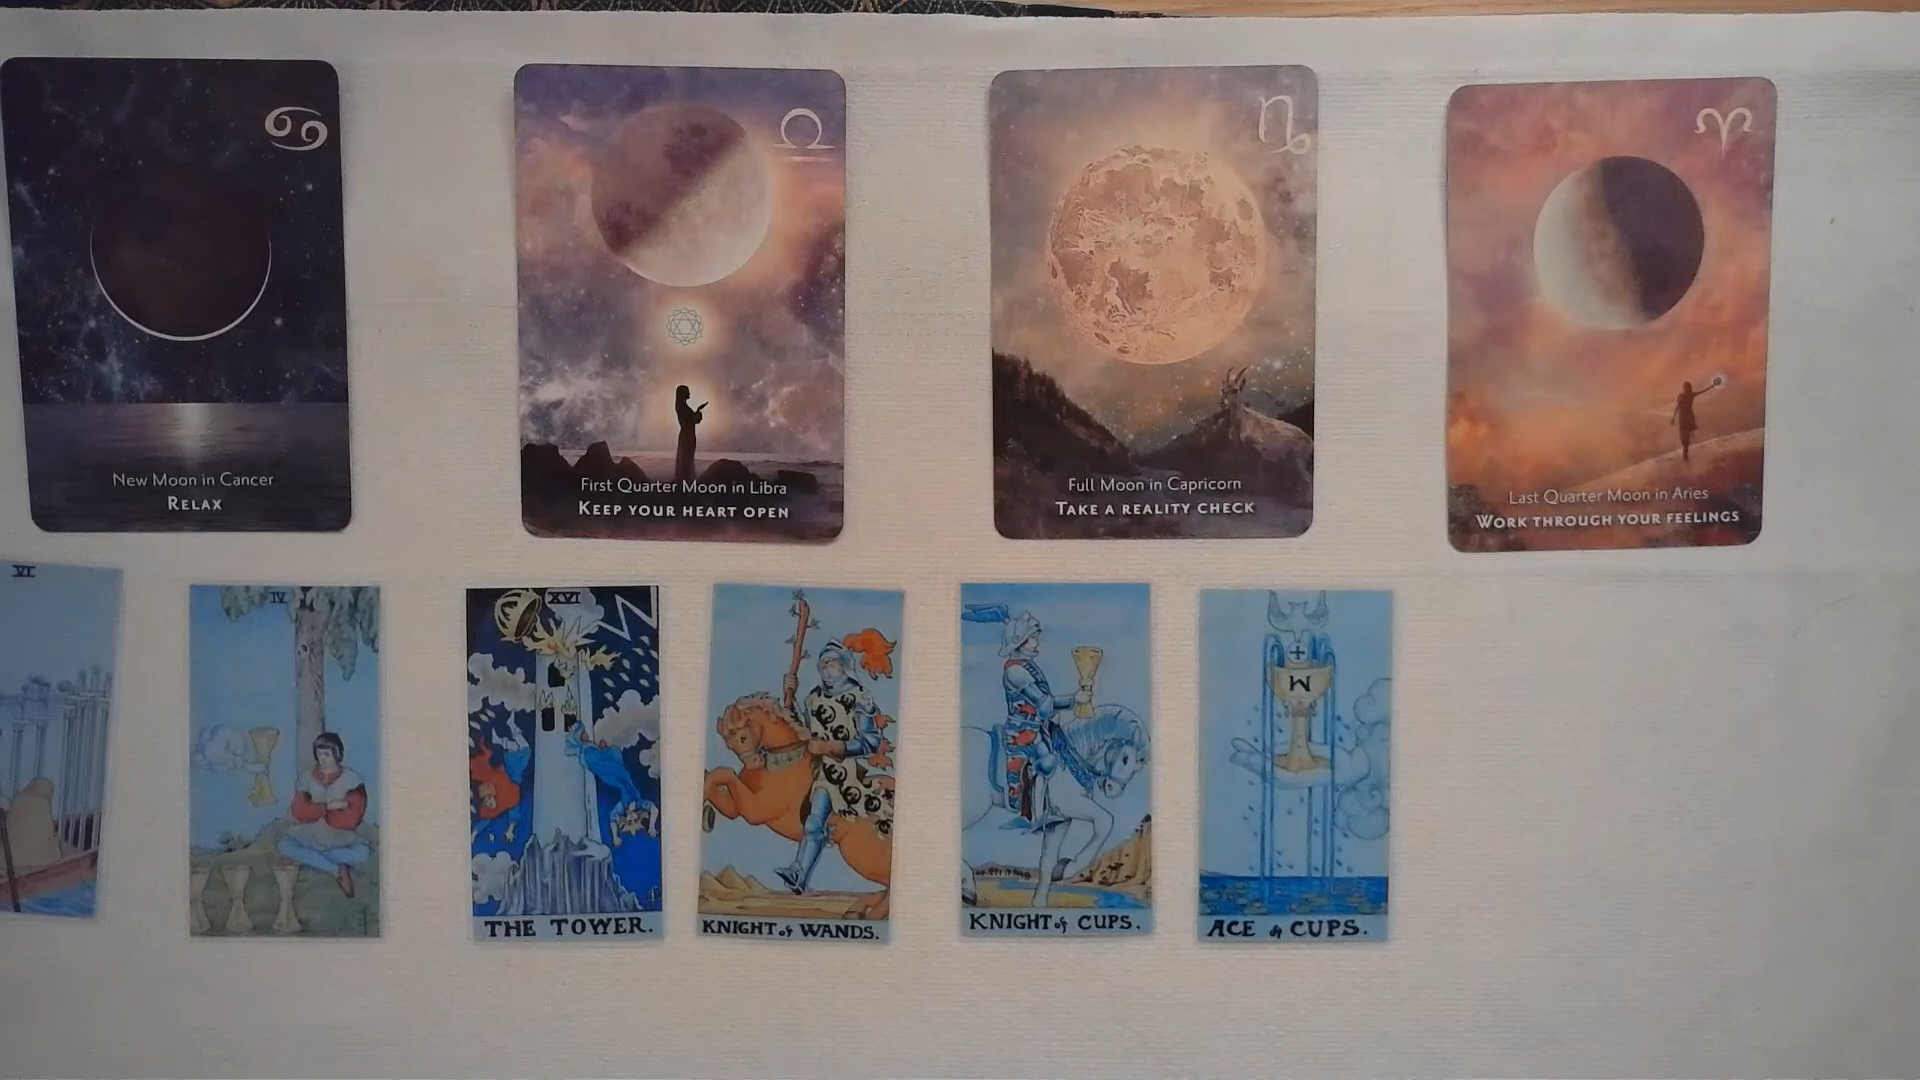 New Moon in Cancer
RELAX
First Quarter Moon in Libra
KEEP YOUR HEART OPEN
Full Moon in Capricorn
TAKE A REALITY CHECK
Last Quarter Moon in Aries
WORK THROUGH YOUR FEELINGS
VI
IV
XVI
THE TOWER.
KNIGHT of WANDS.
KNIGHT of CUPS.
W
ACE of CUPS.